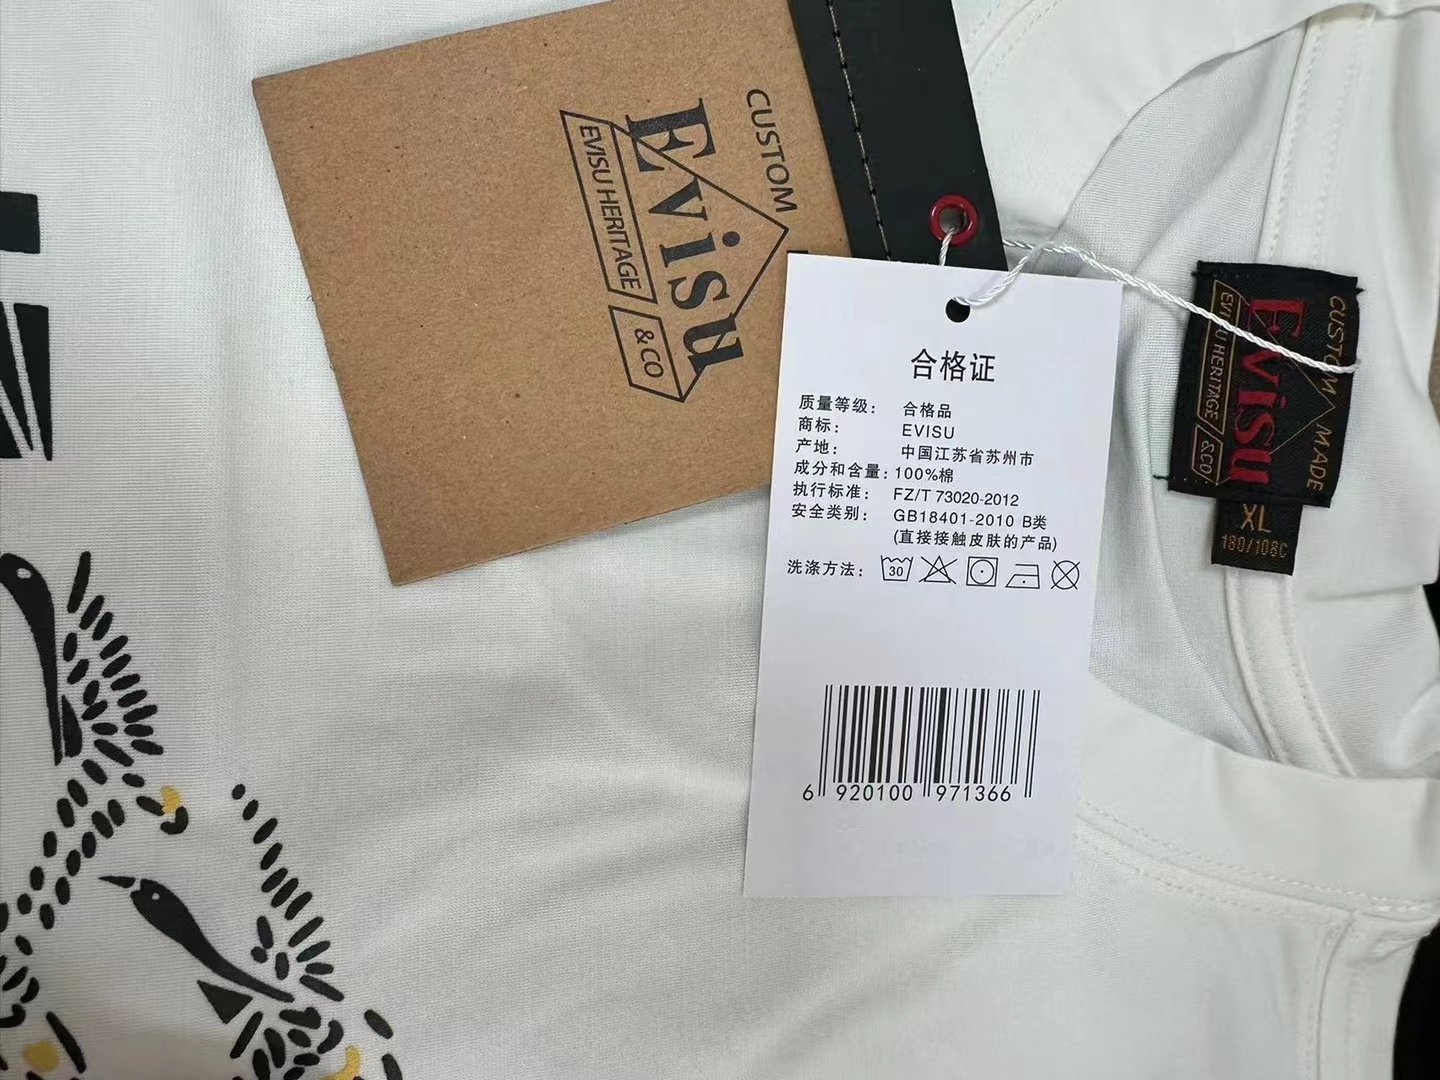 CUSTOM
EVISU
EVISU HERITAGE
& CO
合格证
质量等级： 合格品
商标： EVISU
产地： 中国江苏省苏州市
成分和含量：100%棉
执行标准： FZ/T 73020-2012
安全类别： GB18401-2010 B类
(直接接触皮肤的产品)
洗涤方法： 30
6 920100 971366
CUSTOM MADE
EVISU
EVISU HERITAGE
&CO
XL
180/108C